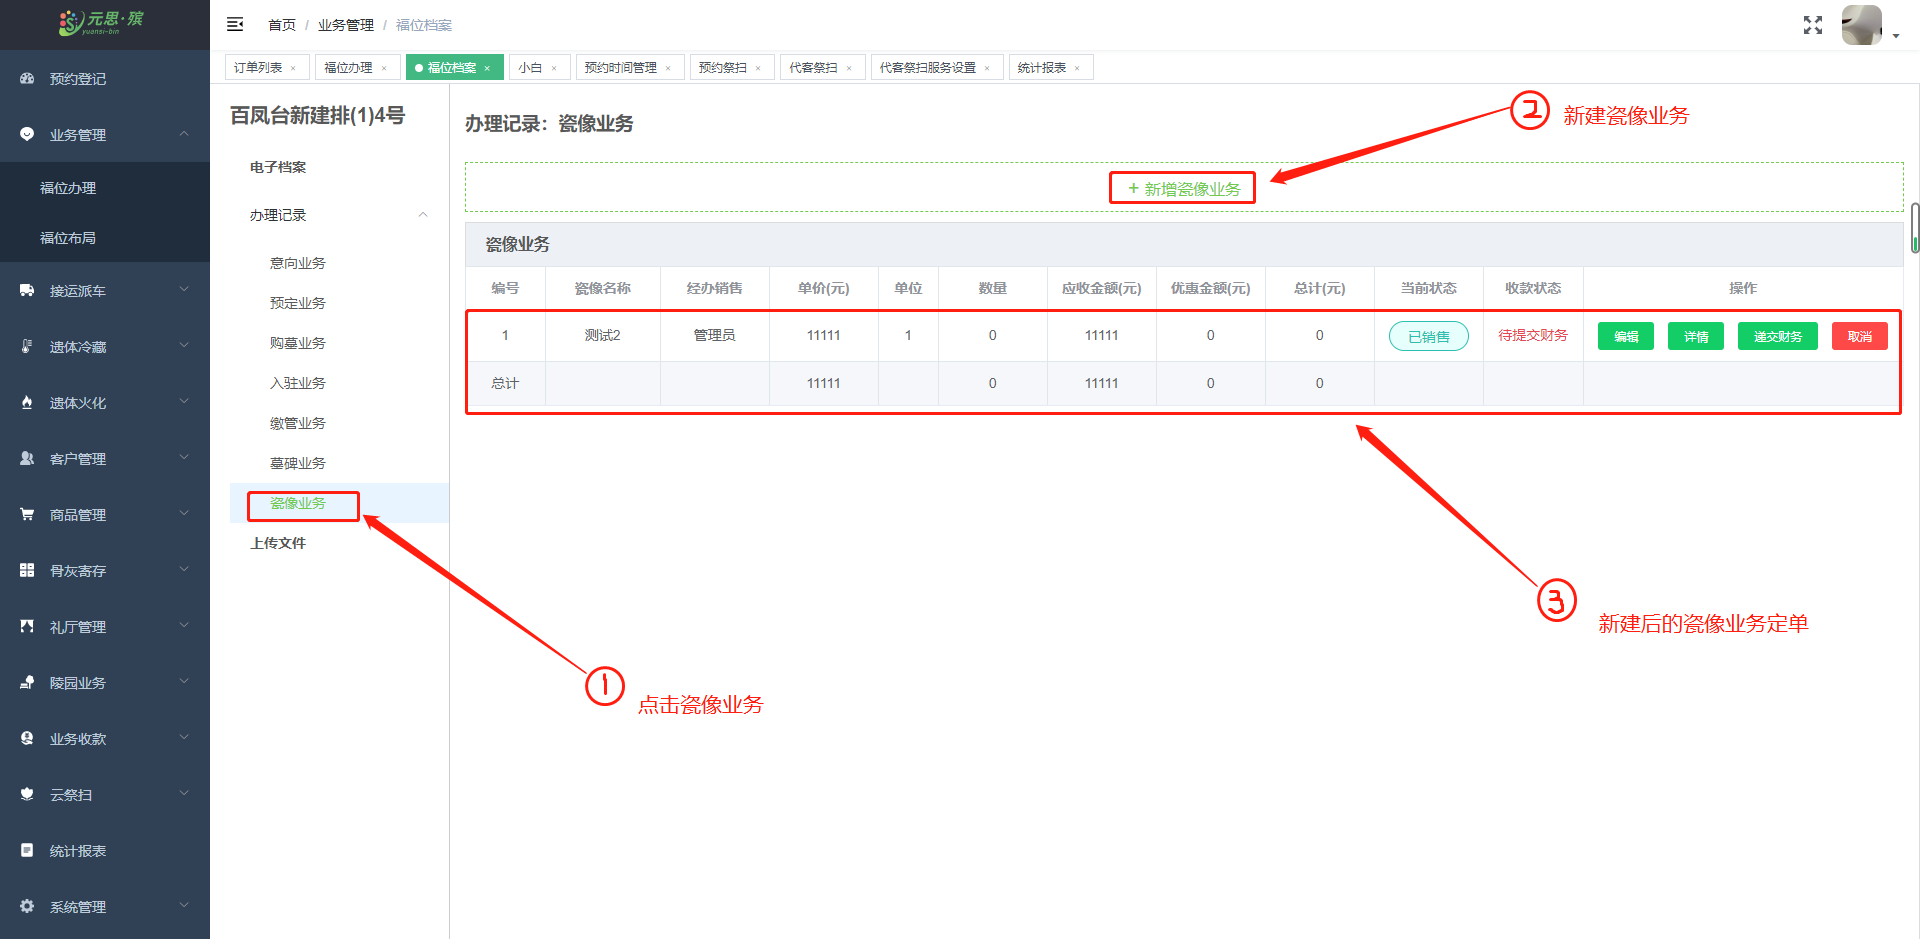 元思·殡
yuansi-bin
首页 / 业务管理 / 福位档案
订单列表 ×
福位办理 ×
福位档案 ×
小白 ×
预约时间管理 ×
预约祭扫 ×
代客祭扫 ×
代客祭扫服务设置 ×
统计报表 ×
预约登记
业务管理
福位办理
福位布局
接运派车
遗体冷藏
遗体火化
客户管理
商品管理
骨灰寄存
礼厅管理
陵园业务
业务收款
云祭扫
统计报表
系统管理
百凤台新建排(1)4号
电子档案
办理记录
意向业务
预定业务
购墓业务
入驻业务
缴管业务
墓碑业务
瓷像业务
上传文件
① 点击瓷像业务
办理记录：瓷像业务
② 新建瓷像业务
+ 新增瓷像业务
瓷像业务
编号 瓷像名称 经办销售 单价(元) 单位 数量 应收金额(元) 优惠金额(元) 总计(元) 当前状态 收款状态 操作
1 测试2 管理员 11111 1 0 11111 0 0 已销售 待提交财务 编辑 详情 递交财务 取消
总计 11111 0 11111 0 0
③ 新建后的瓷像业务定单